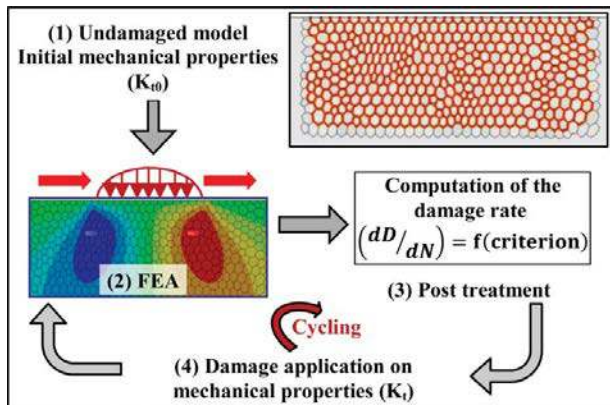 (1) Undamaged model
Initial mechanical properties
(Kt0)
(2) FEA
Computation of the
damage rate
(dD/dN) = f(criterion)
(3) Post treatment
Cycling
(4) Damage application on
mechanical properties (Kt)